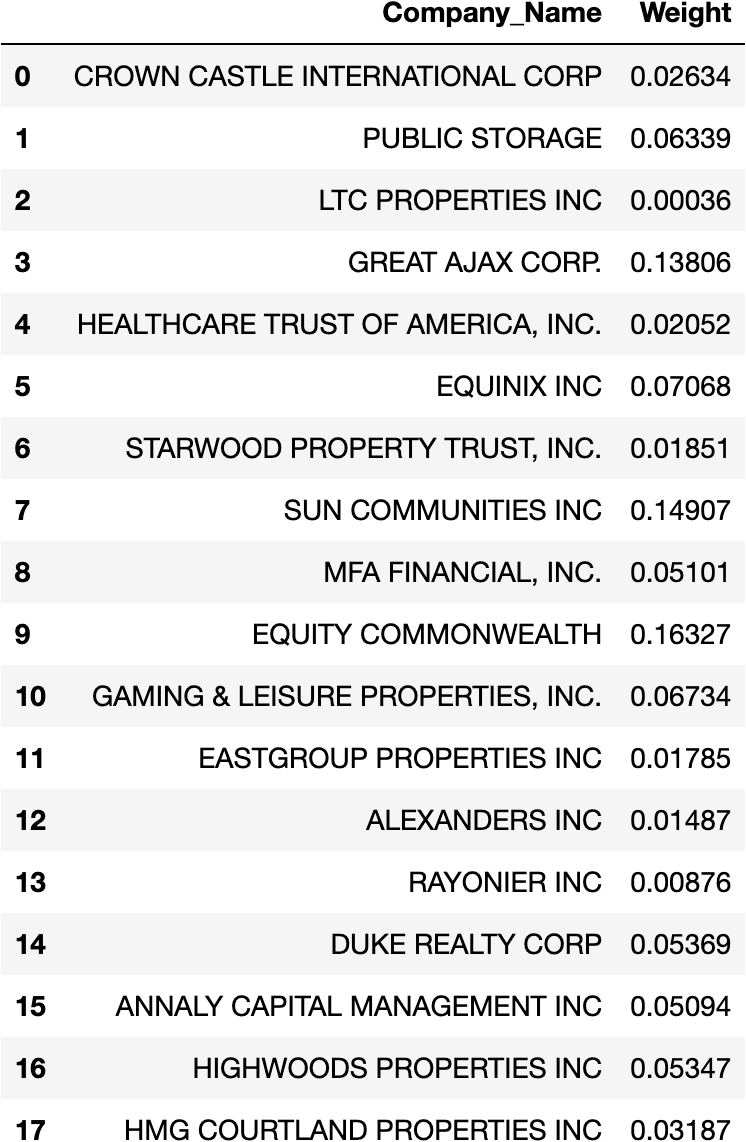 Company_Name Weight
0 CROWN CASTLE INTERNATIONAL CORP 0.02634
1 PUBLIC STORAGE 0.06339
2 LTC PROPERTIES INC 0.00036
3 GREAT AJAX CORP. 0.13806
4 HEALTHCARE TRUST OF AMERICA, INC. 0.02052
5 EQUINIX INC 0.07068
6 STARWOOD PROPERTY TRUST, INC. 0.01851
7 SUN COMMUNITIES INC 0.14907
8 MFA FINANCIAL, INC. 0.05101
9 EQUITY COMMONWEALTH 0.16327
10 GAMING & LEISURE PROPERTIES, INC. 0.06734
11 EASTGROUP PROPERTIES INC 0.01785
12 ALEXANDERS INC 0.01487
13 RAYONIER INC 0.00876
14 DUKE REALTY CORP 0.05369
15 ANNALY CAPITAL MANAGEMENT INC 0.05094
16 HIGHWOODS PROPERTIES INC 0.05347
17 HMG COURTLAND PROPERTIES INC 0.03187